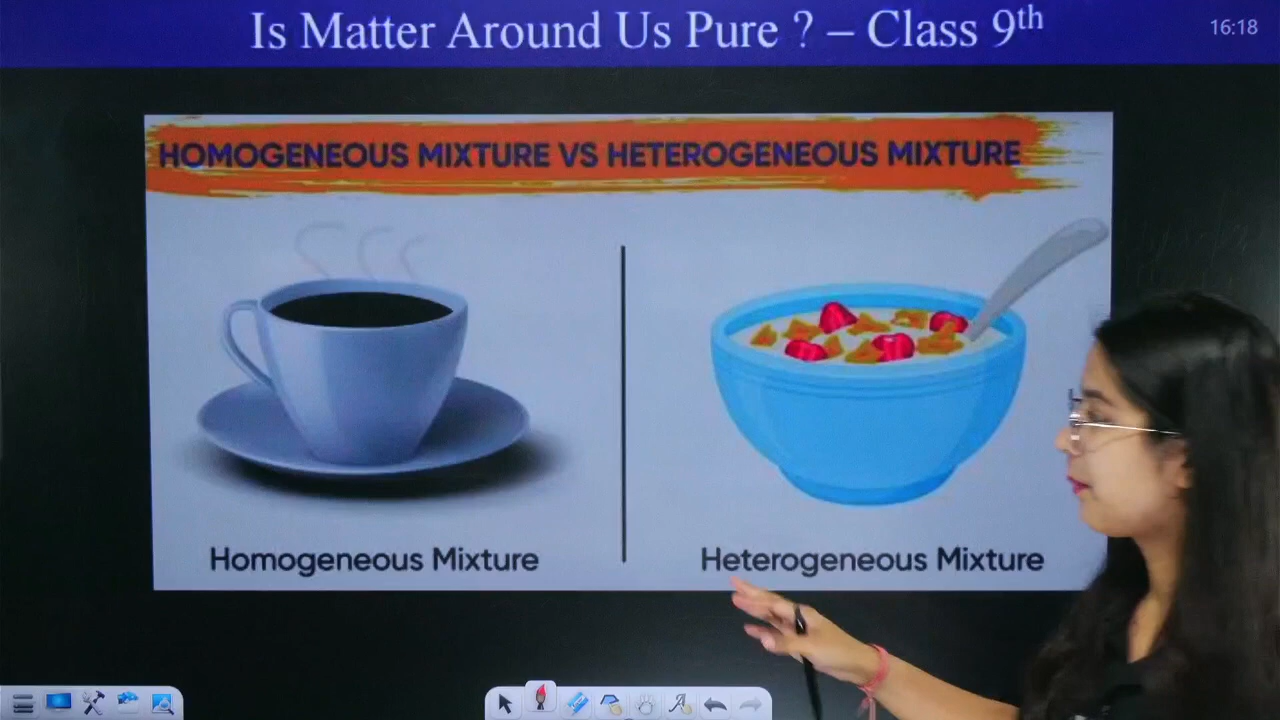 Is Matter Around Us Pure ? – Class 9th
16:18
HOMOGENEOUS MIXTURE VS HETEROGENEOUS MIXTURE
Homogeneous Mixture
Heterogeneous Mixture